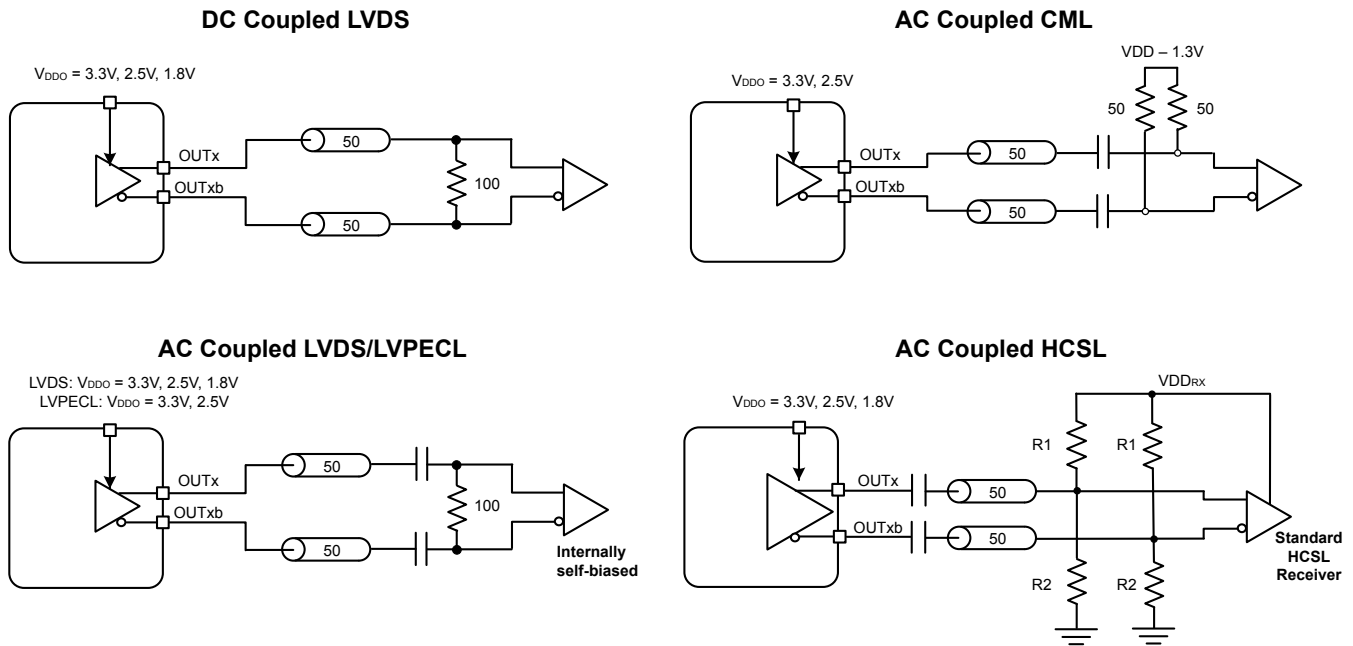 DC Coupled LVDS
VDDO = 3.3V, 2.5V, 1.8V
OUTx
OUTxb
50
50
100
AC Coupled CML
VDD – 1.3V
VDDO = 3.3V, 2.5V
50
50
OUTx
OUTxb
50
50
AC Coupled LVDS/LVPECL
LVDS: VDDO = 3.3V, 2.5V, 1.8V
LVPECL: VDDO = 3.3V, 2.5V
OUTx
OUTxb
50
50
100
Internally
self-biased
AC Coupled HCSL
VDDRX
VDDO = 3.3V, 2.5V, 1.8V
R1
R1
OUTx
OUTxb
50
50
R2
R2
Standard
HCSL
Receiver